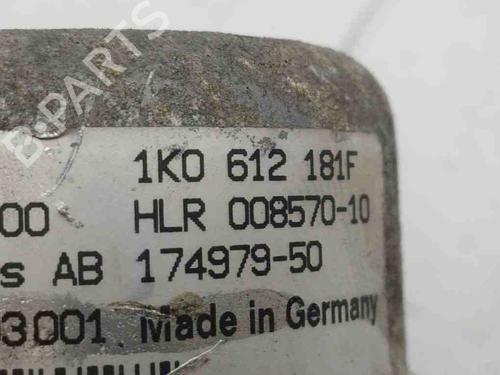 B-PARTS
1K0 612 181F
00 HLR 008570-10
s AB 174979-50
3001 Made in Germany